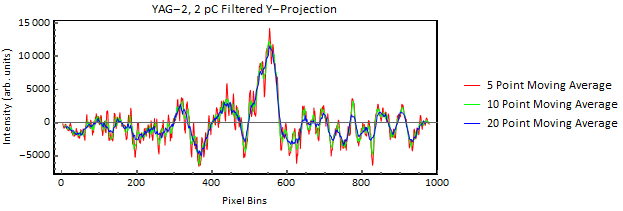 YAG−2, 2 pC Filtered Y−Projection
Intensity (arb. units)
15 000
10 000
5000
0
−5000
0
200
400
600
800
1000
Pixel Bins
5 Point Moving Average
10 Point Moving Average
20 Point Moving Average